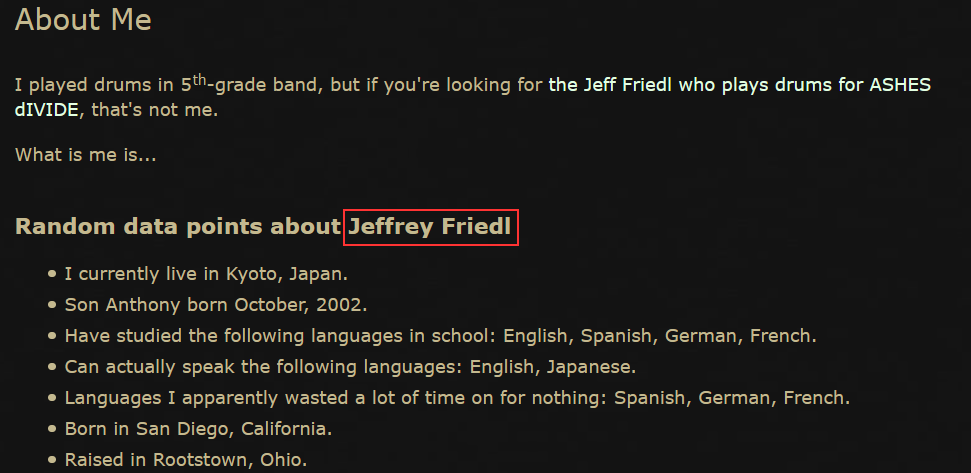 About Me
I played drums in 5th-grade band, but if you're looking for the Jeff Friedl who plays drums for ASHES
dIVIDE, that's not me.
What is me is...
Random data points about Jeffrey Friedl
• I currently live in Kyoto, Japan.
• Son Anthony born October, 2002.
• Have studied the following languages in school: English, Spanish, German, French.
• Can actually speak the following languages: English, Japanese.
• Languages I apparently wasted a lot of time on for nothing: Spanish, German, French.
• Born in San Diego, California.
• Raised in Rootstown, Ohio.